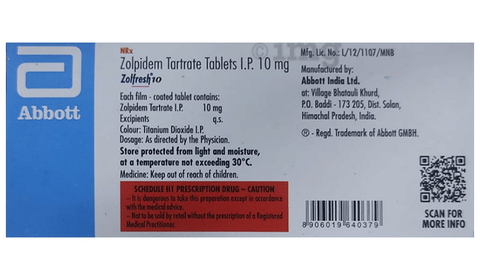 NRx
Zolpidem Tartrate Tablets I.P. 10 mg
Zolfresh®10
Each film - coated tablet contains:
Zolpidem Tartrate I.P. 10 mg
Excipients q.s.
Colour: Titanium Dioxide I.P.
Dosage: As directed by the Physician.
Store protected from light and moisture,
at a temperature not exceeding 30°C.
Medicine: Keep out of reach of children.
SCHEDULE H1 PRESCRIPTION DRUG – CAUTION
– It is dangerous to take this preparation except in accordance
with the medical advice.
– Not to be sold by retail without the prescription of a Registered
Medical Practitioner.
Abbott
Mfg. Lic. No.: L/12/1107/MNB
Manufactured by:
Abbott India Ltd.
at: Village Bhatauli Khurd,
P.O. Baddi - 173 205, Dist. Solan,
Himachal Pradesh, India.
® - Regd. Trademark of Abbott GMBH.
8906019640379
SCAN FOR
MORE INFO